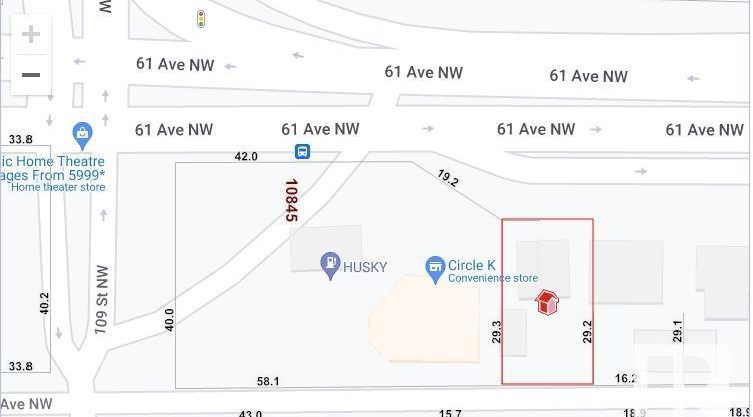 W
61 Ave NW
61 Ave NW
61 Ave NW
61 Ave NW
61 Ave NW
61 Ave NW
61 Ave NW
33.8
ic Home Theatre
ages From 5999*
Home theater store
42.0
19.2
10845
HUSKY
Circle K
Convenience store
109 St NW
40.2
40.0
29.3
29.2
29.1
33.8
58.1
16.2
Ave NW
43.0
15.7
18.9
18.9